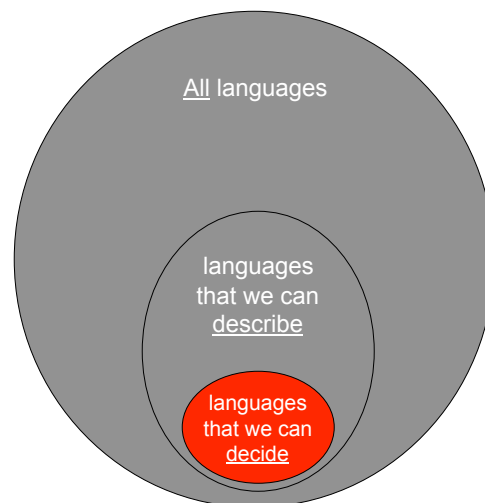 All languages
languages
that we can
describe
languages
that we can
decide